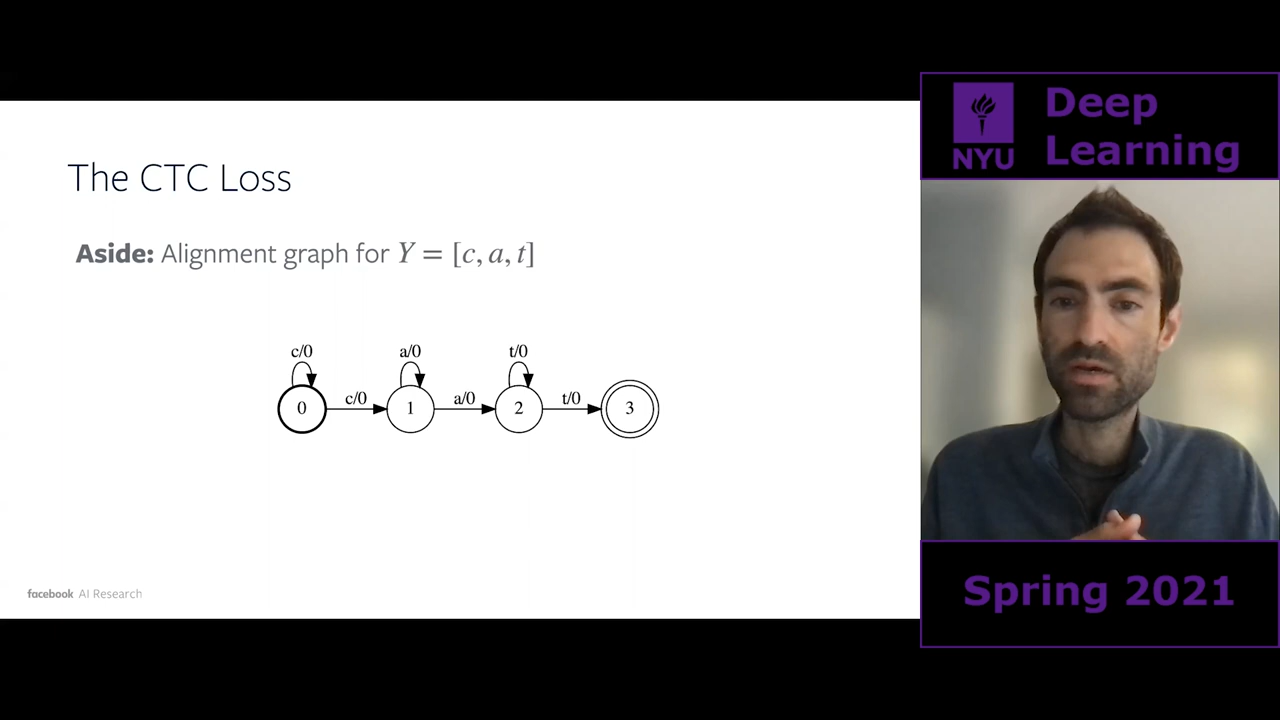 The CTC Loss
Aside: Alignment graph for Y = [c, a, t]
c/0 a/0 t/0
0 c/0 1 a/0 2 t/0 3
facebook AI Research
NYU
Deep
Learning
Spring 2021